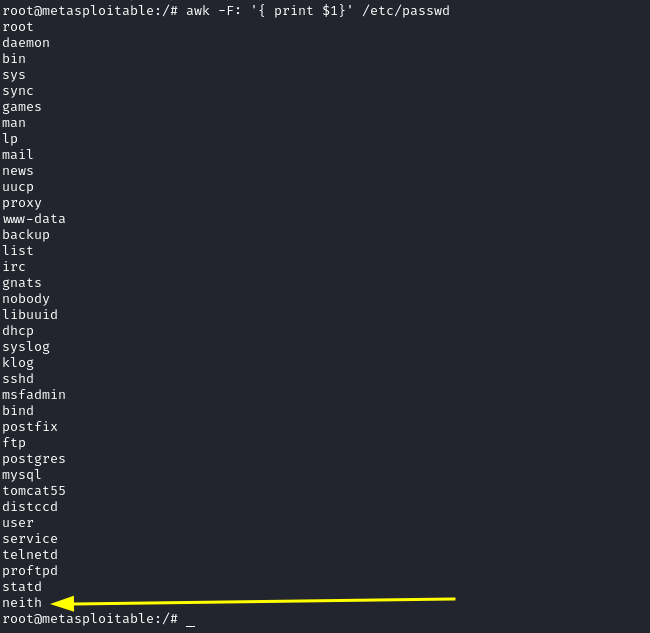 root@metasploitable:/# awk -F: '{ print $1}' /etc/passwd
root
daemon
bin
sys
sync
games
man
lp
mail
news
uucp
proxy
www-data
backup
list
irc
gnats
nobody
libuuid
dhcp
syslog
klog
sshd
msfadmin
bind
postfix
ftp
postgres
mysql
tomcat55
distccd
user
service
telnetd
proftpd
statd
neith
root@metasploitable:/# _